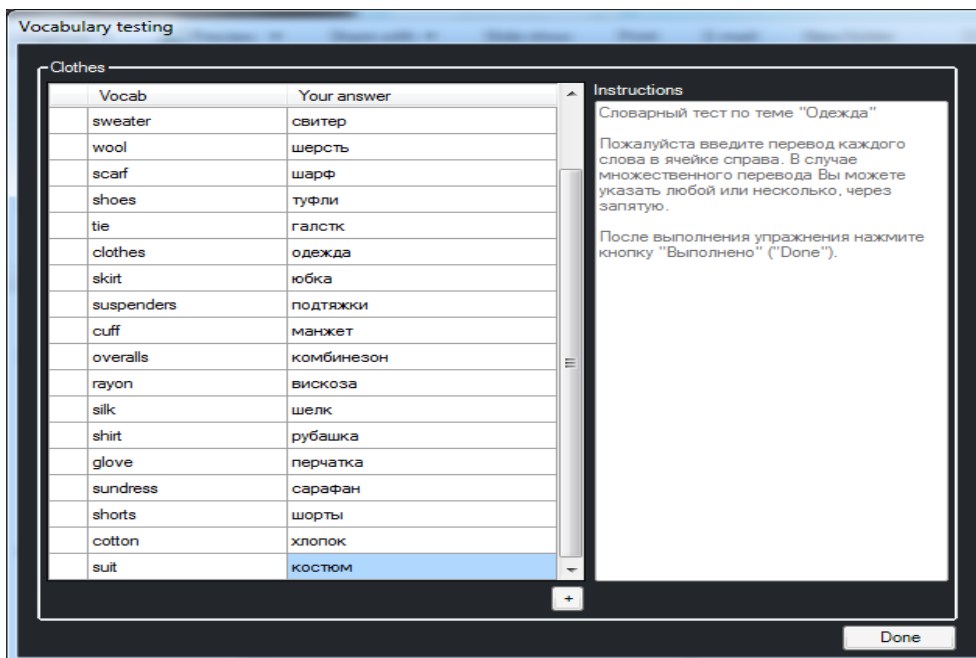 Vocabulary testing
Clothes
Vocab Your answer
sweater свитер
wool шерсть
scarf шарф
shoes туфли
tie галстк
clothes одежда
skirt юбка
suspenders подтяжки
cuff манжет
overalls комбинезон
rayon вискоза
silk шелк
shirt рубашка
glove перчатка
sundress сарафан
shorts шорты
cotton хлопок
suit костюм
+
Instructions
Словарный тест по теме "Одежда"
Пожалуйста введите перевод каждого
слова в ячейке справа. В случае
множественного перевода Вы можете
указать любой или несколько, через
запятую.
После выполнения упражнения нажмите
кнопку "Выполнено" ("Done").
Done